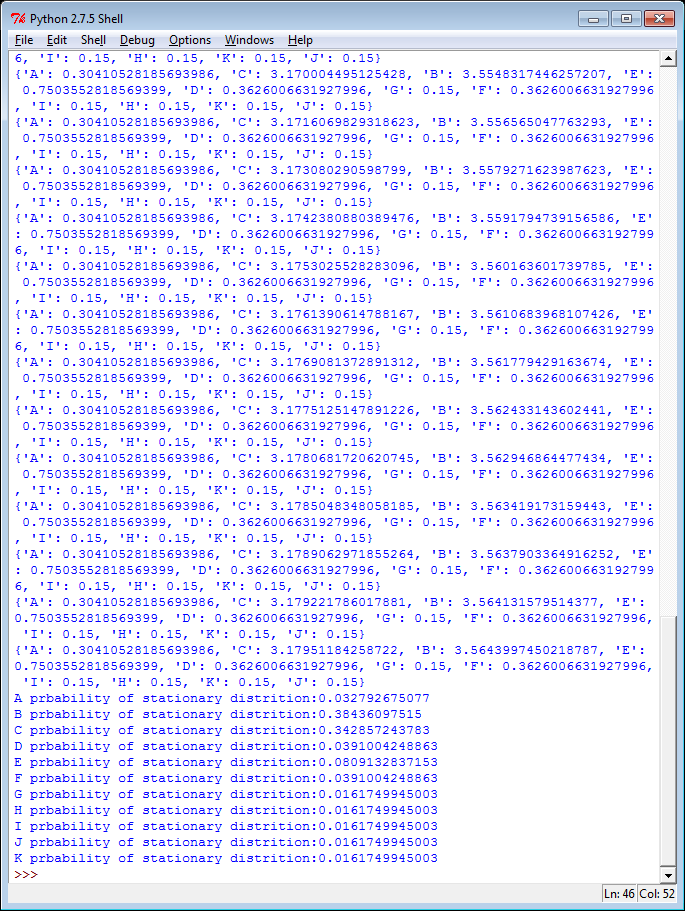 Python 2.7.5 Shell
File Edit Shell Debug Options Windows Help
6, 'I': 0.15, 'H': 0.15, 'K': 0.15, 'J': 0.15}
{'A': 0.30410528185693986, 'C': 3.170004495125428, 'B': 3.5548317446257207, 'E':
 0.7503552818569399, 'D': 0.3626006631927996, 'G': 0.15, 'F': 0.3626006631927996
, 'I': 0.15, 'H': 0.15, 'K': 0.15, 'J': 0.15}
{'A': 0.30410528185693986, 'C': 3.1716069829318623, 'B': 3.556565047763293, 'E':
 0.7503552818569399, 'D': 0.3626006631927996, 'G': 0.15, 'F': 0.3626006631927996
, 'I': 0.15, 'H': 0.15, 'K': 0.15, 'J': 0.15}
{'A': 0.30410528185693986, 'C': 3.173080290598799, 'B': 3.5579271623987623, 'E':
 0.7503552818569399, 'D': 0.3626006631927996, 'G': 0.15, 'F': 0.3626006631927996
, 'I': 0.15, 'H': 0.15, 'K': 0.15, 'J': 0.15}
{'A': 0.30410528185693986, 'C': 3.1742380880389476, 'B': 3.5591794739156586, 'E'
: 0.7503552818569399, 'D': 0.3626006631927996, 'G': 0.15, 'F': 0.362600663192799
6, 'I': 0.15, 'H': 0.15, 'K': 0.15, 'J': 0.15}
{'A': 0.30410528185693986, 'C': 3.1753025528283096, 'B': 3.560163601739785, 'E':
 0.7503552818569399, 'D': 0.3626006631927996, 'G': 0.15, 'F': 0.3626006631927996
, 'I': 0.15, 'H': 0.15, 'K': 0.15, 'J': 0.15}
{'A': 0.30410528185693986, 'C': 3.1761390614788167, 'B': 3.5610683968107426, 'E'
: 0.7503552818569399, 'D': 0.3626006631927996, 'G': 0.15, 'F': 0.362600663192799
6, 'I': 0.15, 'H': 0.15, 'K': 0.15, 'J': 0.15}
{'A': 0.30410528185693986, 'C': 3.1769081372891312, 'B': 3.561779429163674, 'E':
 0.7503552818569399, 'D': 0.3626006631927996, 'G': 0.15, 'F': 0.3626006631927996
, 'I': 0.15, 'H': 0.15, 'K': 0.15, 'J': 0.15}
{'A': 0.30410528185693986, 'C': 3.1775125147891226, 'B': 3.562433143602441, 'E':
 0.7503552818569399, 'D': 0.3626006631927996, 'G': 0.15, 'F': 0.3626006631927996
, 'I': 0.15, 'H': 0.15, 'K': 0.15, 'J': 0.15}
{'A': 0.30410528185693986, 'C': 3.1780681720620745, 'B': 3.562946864477434, 'E':
 0.7503552818569399, 'D': 0.3626006631927996, 'G': 0.15, 'F': 0.3626006631927996
, 'I': 0.15, 'H': 0.15, 'K': 0.15, 'J': 0.15}
{'A': 0.30410528185693986, 'C': 3.1785048348058185, 'B': 3.563419173159443, 'E':
 0.7503552818569399, 'D': 0.3626006631927996, 'G': 0.15, 'F': 0.3626006631927996
, 'I': 0.15, 'H': 0.15, 'K': 0.15, 'J': 0.15}
{'A': 0.30410528185693986, 'C': 3.1789062971855264, 'B': 3.5637903364916252, 'E'
: 0.7503552818569399, 'D': 0.3626006631927996, 'G': 0.15, 'F': 0.362600663192799
6, 'I': 0.15, 'H': 0.15, 'K': 0.15, 'J': 0.15}
{'A': 0.30410528185693986, 'C': 3.179221786017881, 'B': 3.564131579514377, 'E': 
0.7503552818569399, 'D': 0.3626006631927996, 'G': 0.15, 'F': 0.3626006631927996,
 'I': 0.15, 'H': 0.15, 'K': 0.15, 'J': 0.15}
{'A': 0.30410528185693986, 'C': 3.17951184258722, 'B': 3.5643997450218787, 'E': 
0.7503552818569399, 'D': 0.3626006631927996, 'G': 0.15, 'F': 0.3626006631927996,
 'I': 0.15, 'H': 0.15, 'K': 0.15, 'J': 0.15}
A prbability of stationary distrition:0.032792675077
B prbability of stationary distrition:0.38436097515
C prbability of stationary distrition:0.342857243783
D prbability of stationary distrition:0.0391004248863
E prbability of stationary distrition:0.0809132837153
F prbability of stationary distrition:0.0391004248863
G prbability of stationary distrition:0.0161749945003
H prbability of stationary distrition:0.0161749945003
I prbability of stationary distrition:0.0161749945003
J prbability of stationary distrition:0.0161749945003
K prbability of stationary distrition:0.0161749945003
>>>
Ln: 46 Col: 52